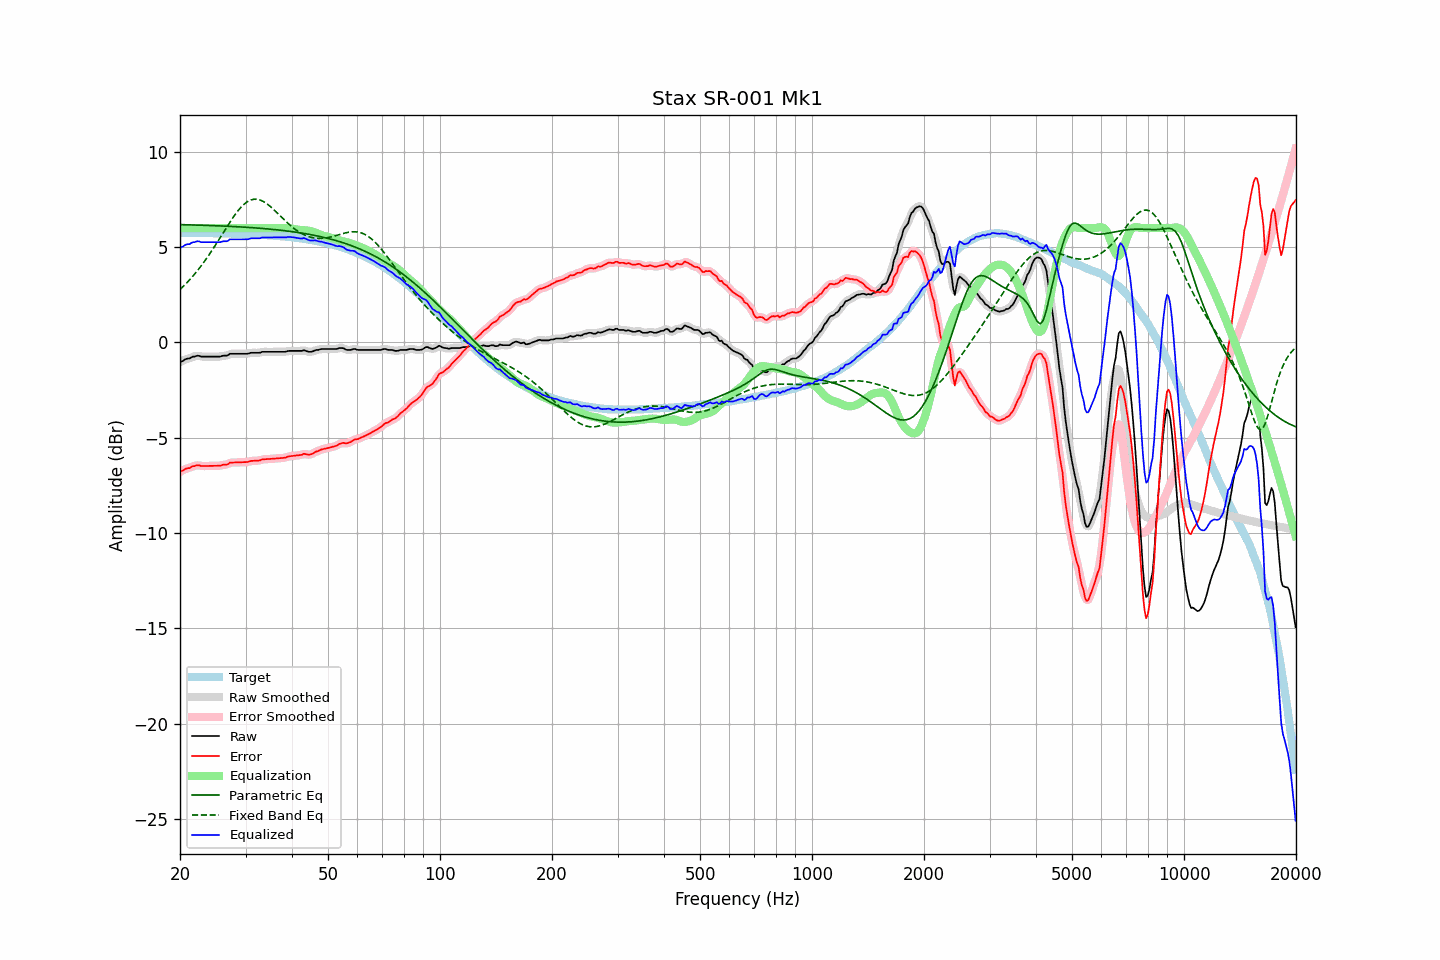 Stax SR-001 Mk1
Amplitude (dBr)
10
5
0
−5
−10
−15
−20
−25
Target
Raw Smoothed
Error Smoothed
Raw
Error
Equalization
Parametric Eq
Fixed Band Eq
Equalized
20 50 100 200 500 1000 2000 5000 10000 20000
Frequency (Hz)